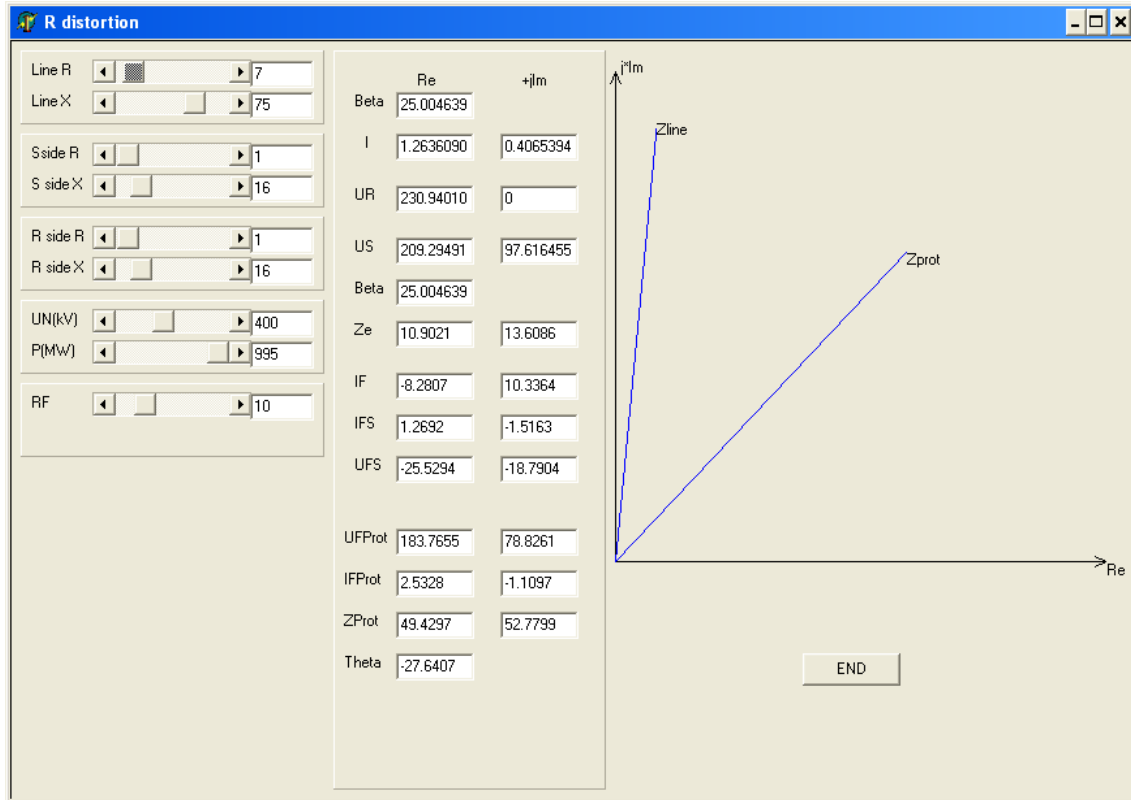 R distortion
Line R 7
Line X 75
Sside R 1
S side X 16
R side R 1
R side X 16
UN(kV) 400
P(MW) 995
RF 10
Re +jIm
Beta 25.004639
I 1.2636090 0.4065394
UR 230.94010 0
US 209.29491 97.616455
Beta 25.004639
Ze 10.9021 13.6086
IF -8.2807 10.3364
IFS 1.2692 -1.5163
UFS -25.5294 -18.7904
UFProt 183.7655 78.8261
IFProt 2.5328 -1.1097
ZProt 49.4297 52.7799
Theta -27.6407
j*Im
Zline
Zprot
Re
END